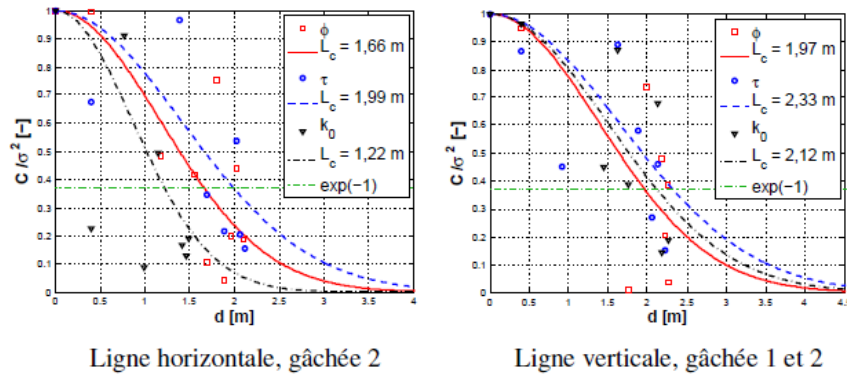 1
0.9
0.8
0.7
0.6
0.5
0.4
0.3
0.2
0.1
0
C/σ² [−]
0 0.5 1 1.5 2 2.5 3 3.5 4
d [m]
ϕ
L_c = 1,66 m
τ
L_c = 1,99 m
k_0
L_c = 1,22 m
exp(−1)
Ligne horizontale, gâchée 2
1
0.9
0.8
0.7
0.6
0.5
0.4
0.3
0.2
0.1
0
C/σ² [−]
0 0.5 1 1.5 2 2.5 3 3.5 4 4.5
d [m]
ϕ
L_c = 1,97 m
τ
L_c = 2,33 m
k_0
L_c = 2,12 m
exp(−1)
Ligne verticale, gâchée 1 et 2